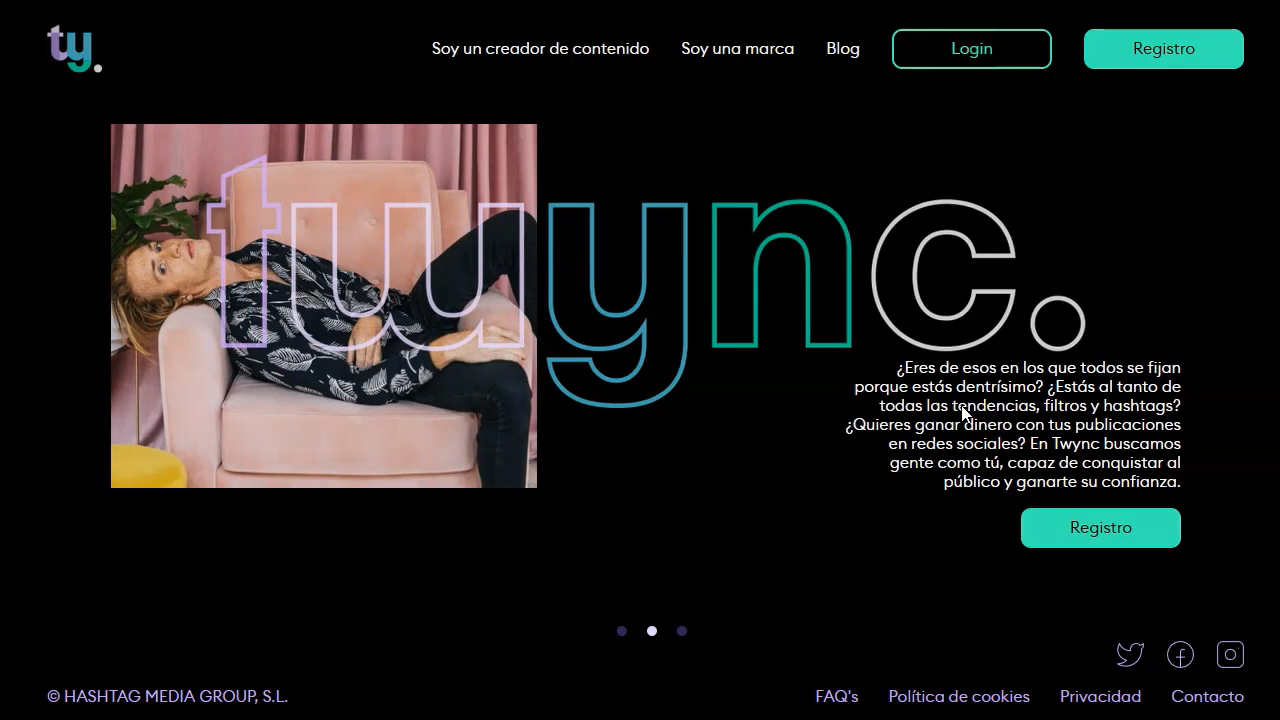 ty.
Soy un creador de contenido
Soy una marca
Blog
Login
Registro
twync.
¿Eres de esos en los que todos se fijan
porque estás dentrísimo? ¿Estás al tanto de
todas las tendencias, filtros y hashtags?
¿Quieres ganar dinero con tus publicaciones
en redes sociales? En Twync buscamos
gente como tú, capaz de conquistar al
público y ganarte su confianza.
Registro
© HASHTAG MEDIA GROUP, S.L.
FAQ's
Política de cookies
Privacidad
Contacto